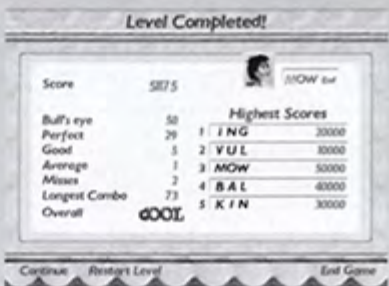 Level Completed!
MOW
Score 5875
Highest Scores
Bull's eye 50
Perfect 29
Good 5
Average 1
Misses 2
Longest Combo 73
Overall COOL
1 ING 20000
2 VUL 10000
3 MOW 50000
4 BAL 40000
5 KIN 30000
Continue Restart Level End Game